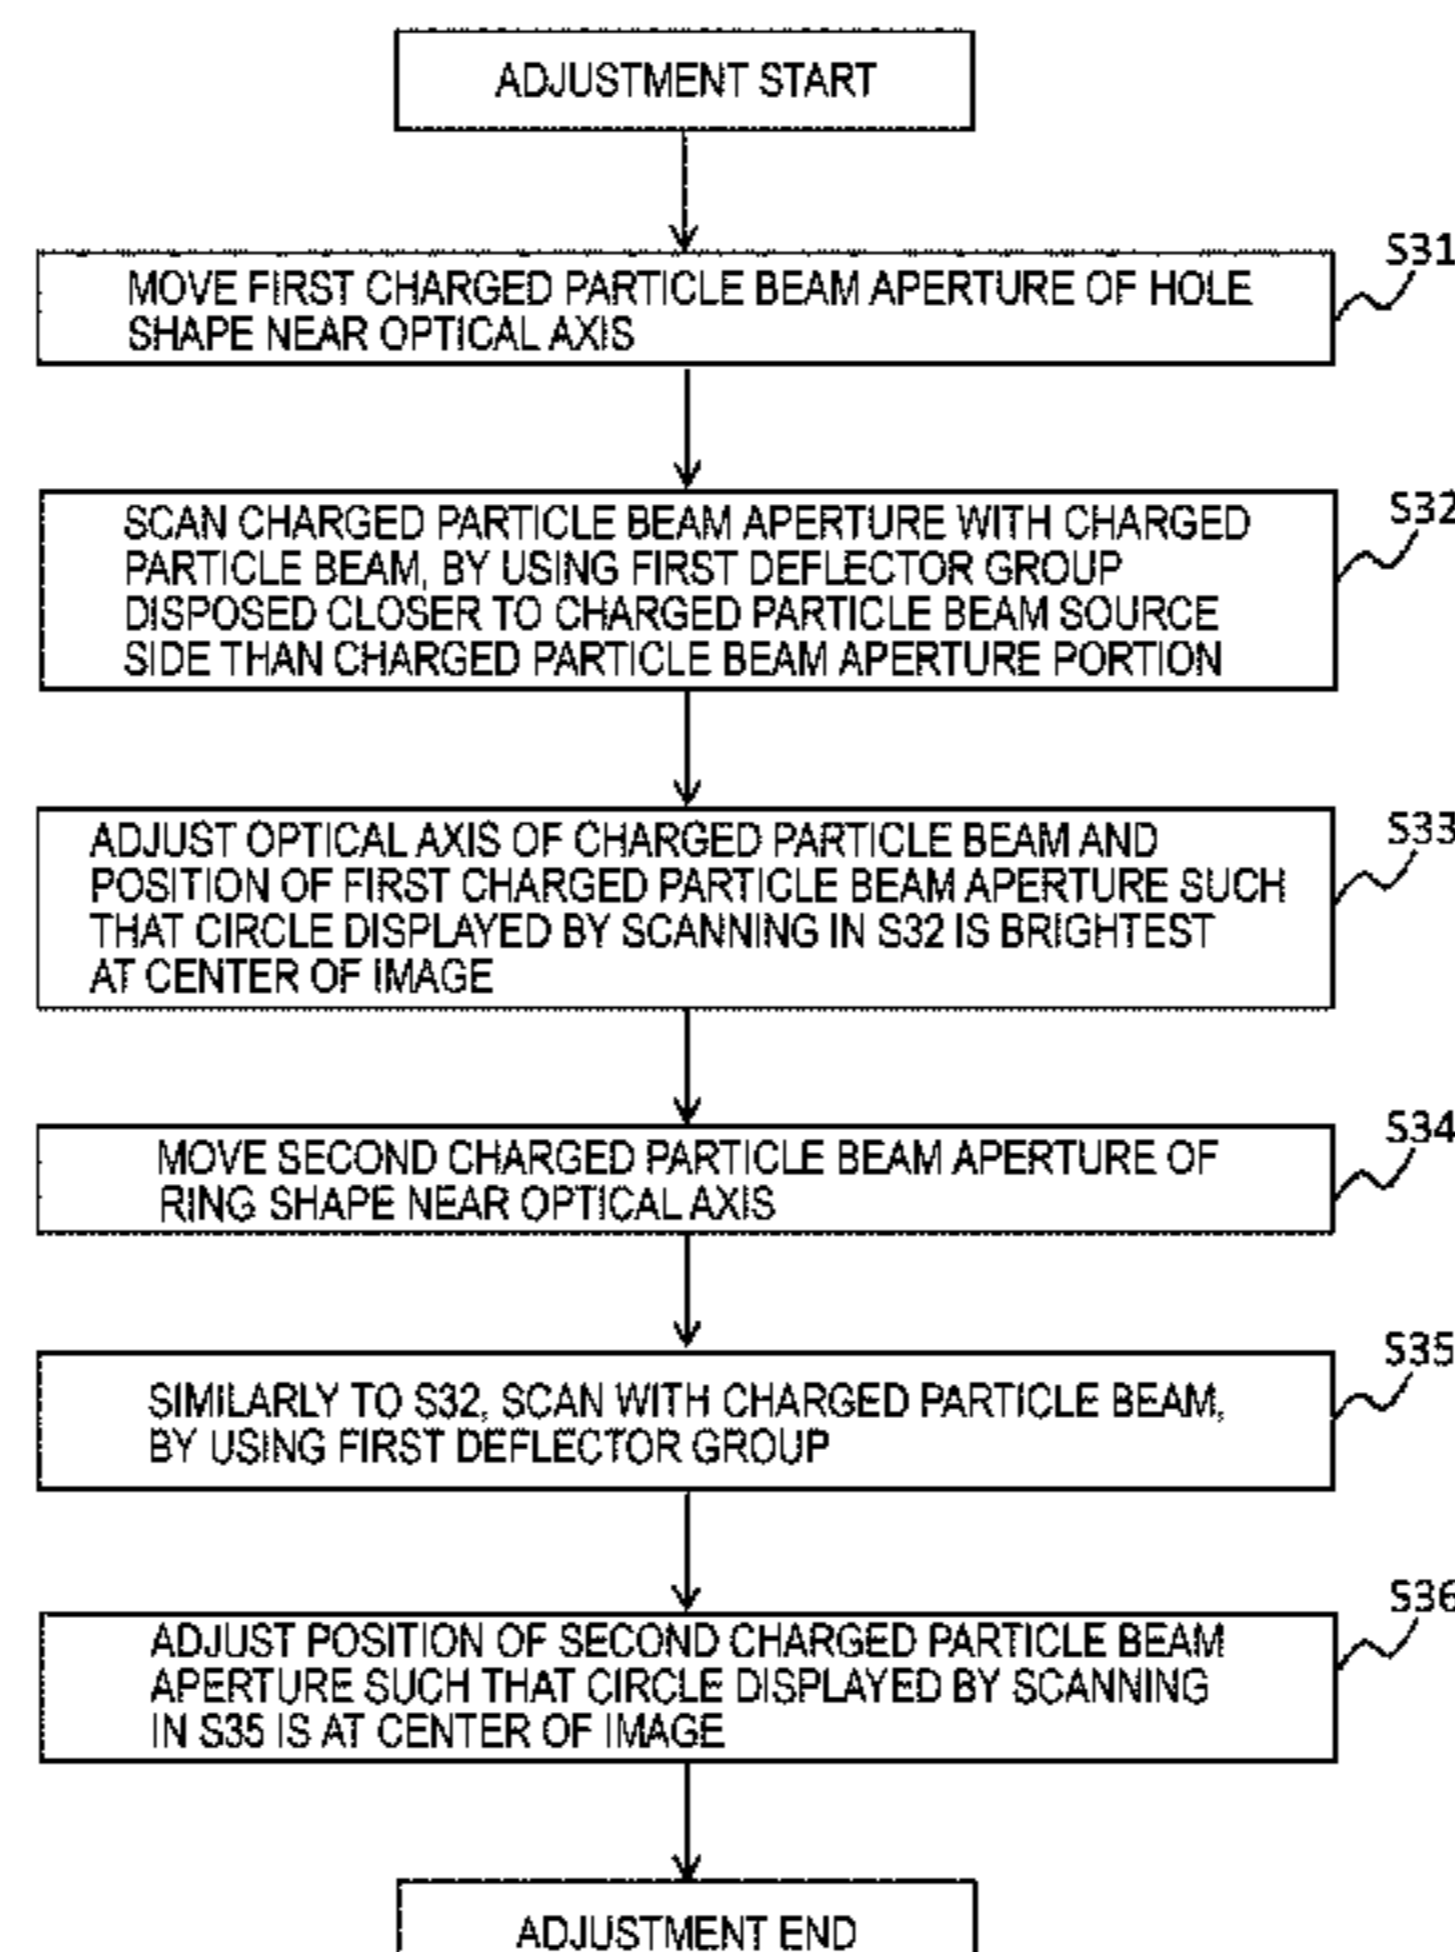 ADJUSTMENT START
S31
MOVE FIRST CHARGED PARTICLE BEAM APERTURE OF HOLE
SHAPE NEAR OPTICAL AXIS
S32
SCAN CHARGED PARTICLE BEAM APERTURE WITH CHARGED
PARTICLE BEAM, BY USING FIRST DEFLECTOR GROUP
DISPOSED CLOSER TO CHARGED PARTICLE BEAM SOURCE
SIDE THAN CHARGED PARTICLE BEAM APERTURE PORTION
S33
ADJUST OPTICAL AXIS OF CHARGED PARTICLE BEAM AND
POSITION OF FIRST CHARGED PARTICLE BEAM APERTURE SUCH
THAT CIRCLE DISPLAYED BY SCANNING IN S32 IS BRIGHTEST
AT CENTER OF IMAGE
S34
MOVE SECOND CHARGED PARTICLE BEAM APERTURE OF
RING SHAPE NEAR OPTICAL AXIS
S35
SIMILARLY TO S32, SCAN WITH CHARGED PARTICLE BEAM,
BY USING FIRST DEFLECTOR GROUP
S36
ADJUST POSITION OF SECOND CHARGED PARTICLE BEAM
APERTURE SUCH THAT CIRCLE DISPLAYED BY SCANNING
IN S35 IS AT CENTER OF IMAGE
ADJUSTMENT END